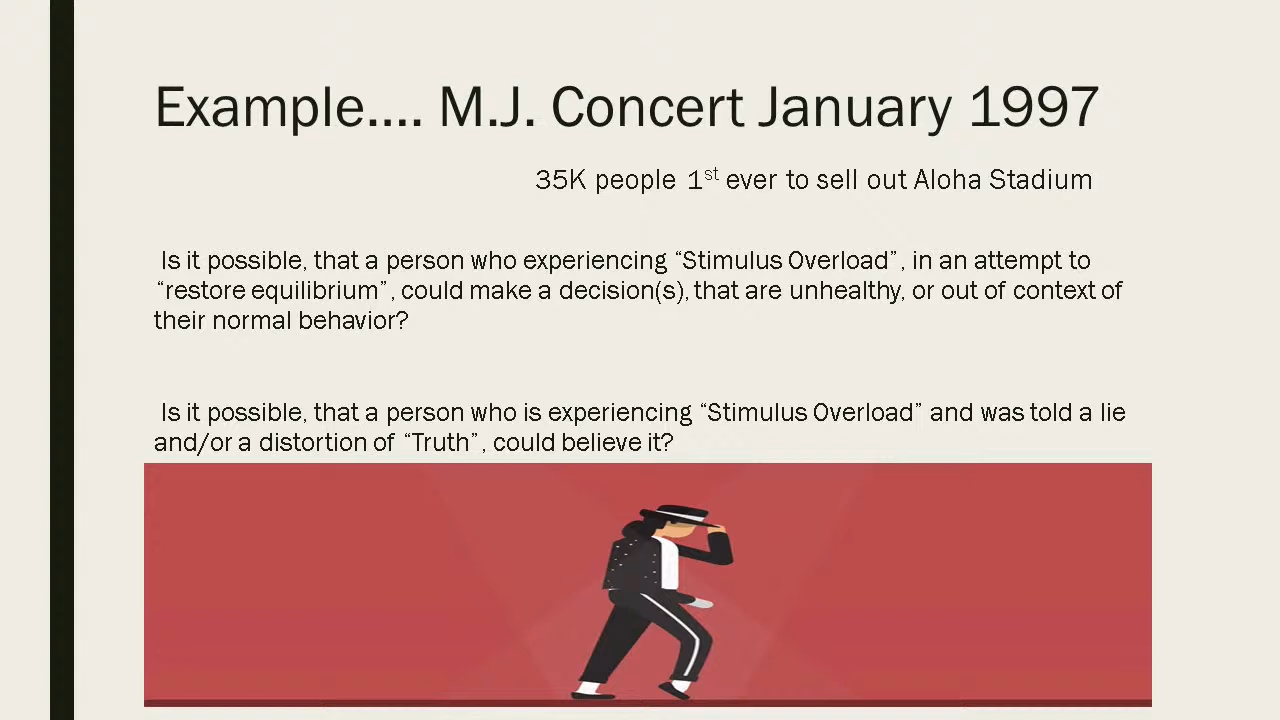 Example.... M.J. Concert January 1997
35K people 1st ever to sell out Aloha Stadium
Is it possible, that a person who experiencing “Stimulus Overload”, in an attempt to
“restore equilibrium”, could make a decision(s), that are unhealthy, or out of context of
their normal behavior?
Is it possible, that a person who is experiencing “Stimulus Overload” and was told a lie
and/or a distortion of “Truth”, could believe it?